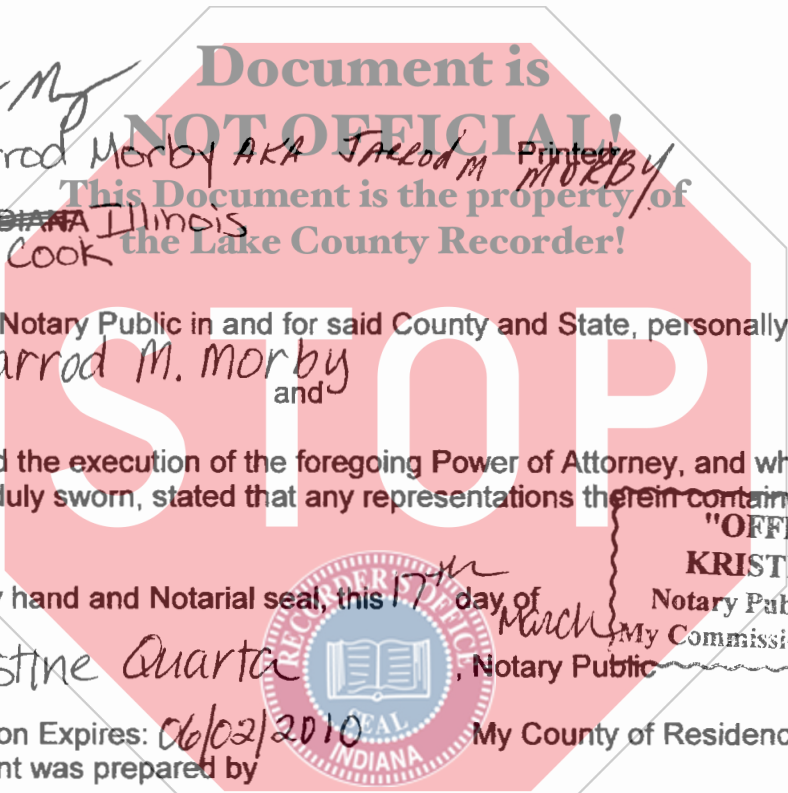 Document is
NOT OFFICIAL!
rod Morby AKA JARRod M MORBY
Printed
This Document is the property of
DIANA Illinois
the Lake County Recorder!
Cook
Notary Public in and for said County and State, personally
arrod M. Morby
and
STOP
d the execution of the foregoing Power of Attorney, and wh
duly sworn, stated that any representations therein contain
"OFFI
KRIST
y hand and Notarial seal, this 17th day of March
Notary Pub
My Commissi
stine Quarta , Notary Public
RECORDER'S OFFICE
SEAL
INDIANA
on Expires: 06/02/2010 My County of Residenc
nt was prepared by